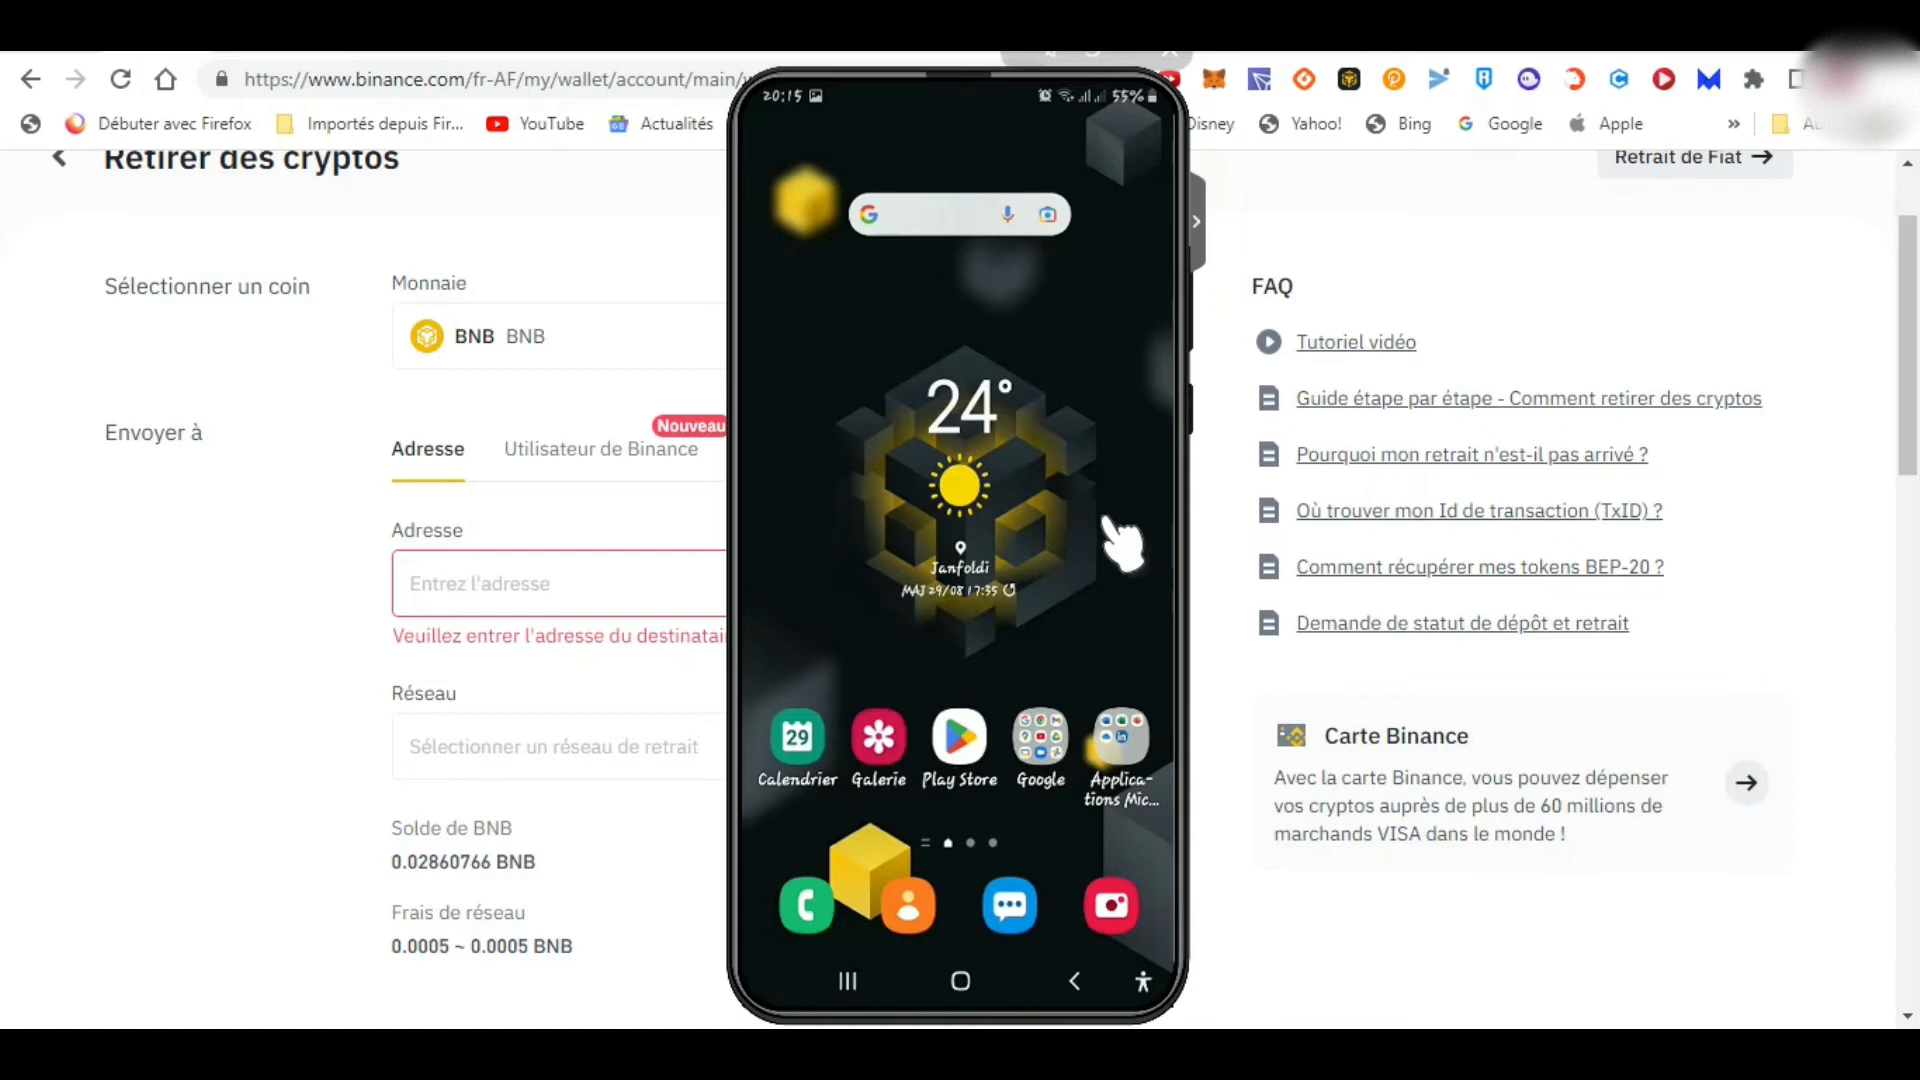 https://www.binance.com/fr-AF/my/wallet/account/main/w
Débuter avec Firefox
Importés depuis Fir...
YouTube
Actualités
Disney
Yahoo!
Bing
Google
Apple
»
Retirer des cryptos
Retrait de Fiat
Sélectionner un coin
Monnaie
BNB BNB
Envoyer à
Nouveau
Adresse
Utilisateur de Binance
Adresse
Entrez l'adresse
Veuillez entrer l'adresse du destinatai
Réseau
Sélectionner un réseau de retrait
Solde de BNB
0.02860766 BNB
Frais de réseau
0.0005 ~ 0.0005 BNB
20:15
55%
24°
Janfoldi
MAJ 29/08 17:35
29
Calendrier
Galerie
Play Store
Google
Applica-
tions Mic...
FAQ
Tutoriel vidéo
Guide étape par étape - Comment retirer des cryptos
Pourquoi mon retrait n'est-il pas arrivé ?
Où trouver mon Id de transaction (TxID) ?
Comment récupérer mes tokens BEP-20 ?
Demande de statut de dépôt et retrait
Carte Binance
Avec la carte Binance, vous pouvez dépenser
vos cryptos auprès de plus de 60 millions de
marchands VISA dans le monde !